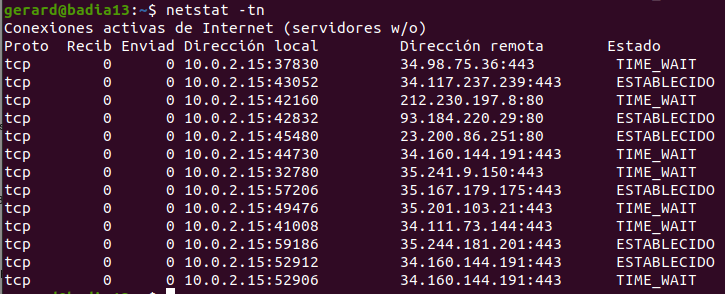 gerard@badia13:~$ netstat -tn
Conexiones activas de Internet (servidores w/o)
Proto  Recib Enviad Dirección local         Dirección remota       Estado
tcp        0      0 10.0.2.15:37830         34.98.75.36:443         TIME_WAIT
tcp        0      0 10.0.2.15:43052         34.117.237.239:443      ESTABLECIDO
tcp        0      0 10.0.2.15:42160         212.230.197.8:80        TIME_WAIT
tcp        0      0 10.0.2.15:42832         93.184.220.29:80        ESTABLECIDO
tcp        0      0 10.0.2.15:45480         23.200.86.251:80        ESTABLECIDO
tcp        0      0 10.0.2.15:44730         34.160.144.191:443      TIME_WAIT
tcp        0      0 10.0.2.15:32780         35.241.9.150:443        TIME_WAIT
tcp        0      0 10.0.2.15:57206         35.167.179.175:443      ESTABLECIDO
tcp        0      0 10.0.2.15:49476         35.201.103.21:443       TIME_WAIT
tcp        0      0 10.0.2.15:41008         34.111.73.144:443       TIME_WAIT
tcp        0      0 10.0.2.15:59186         35.244.181.201:443      ESTABLECIDO
tcp        0      0 10.0.2.15:52912         34.160.144.191:443      ESTABLECIDO
tcp        0      0 10.0.2.15:52906         34.160.144.191:443      TIME_WAIT